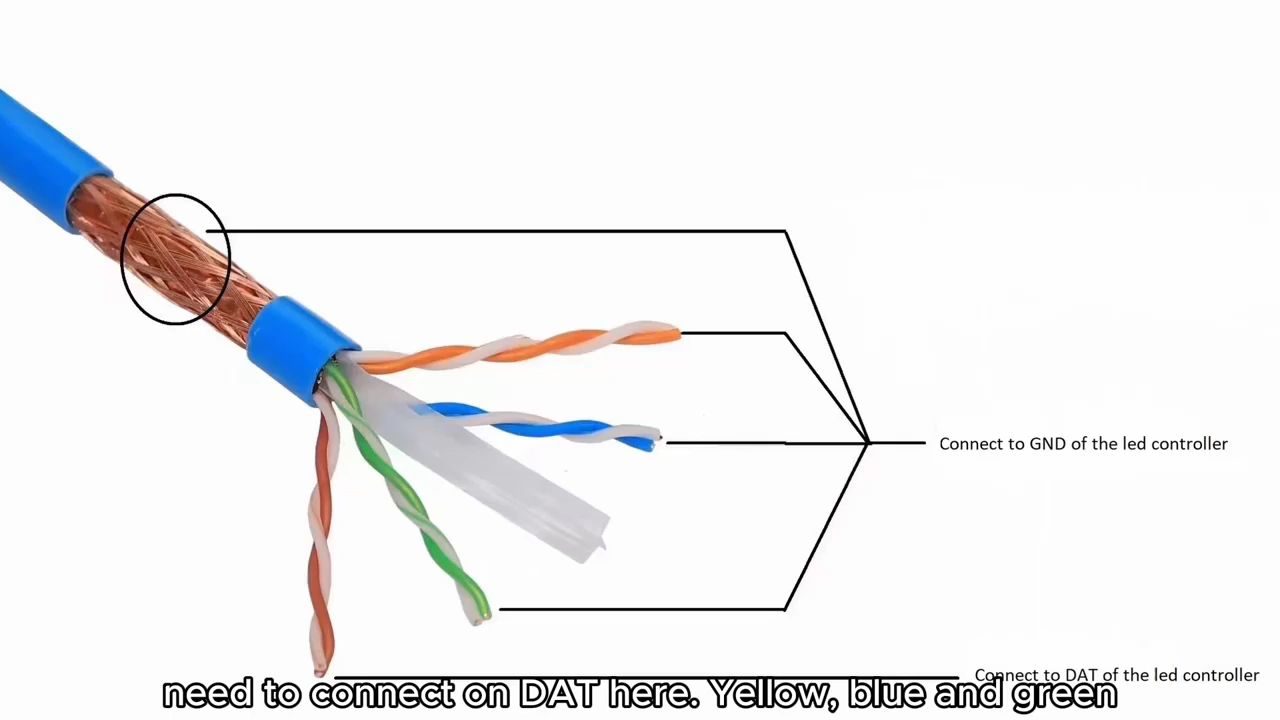 Connect to GND of the led controller
Connect to DAT of the led controller
need to connect on DAT here. Yellow, blue and green